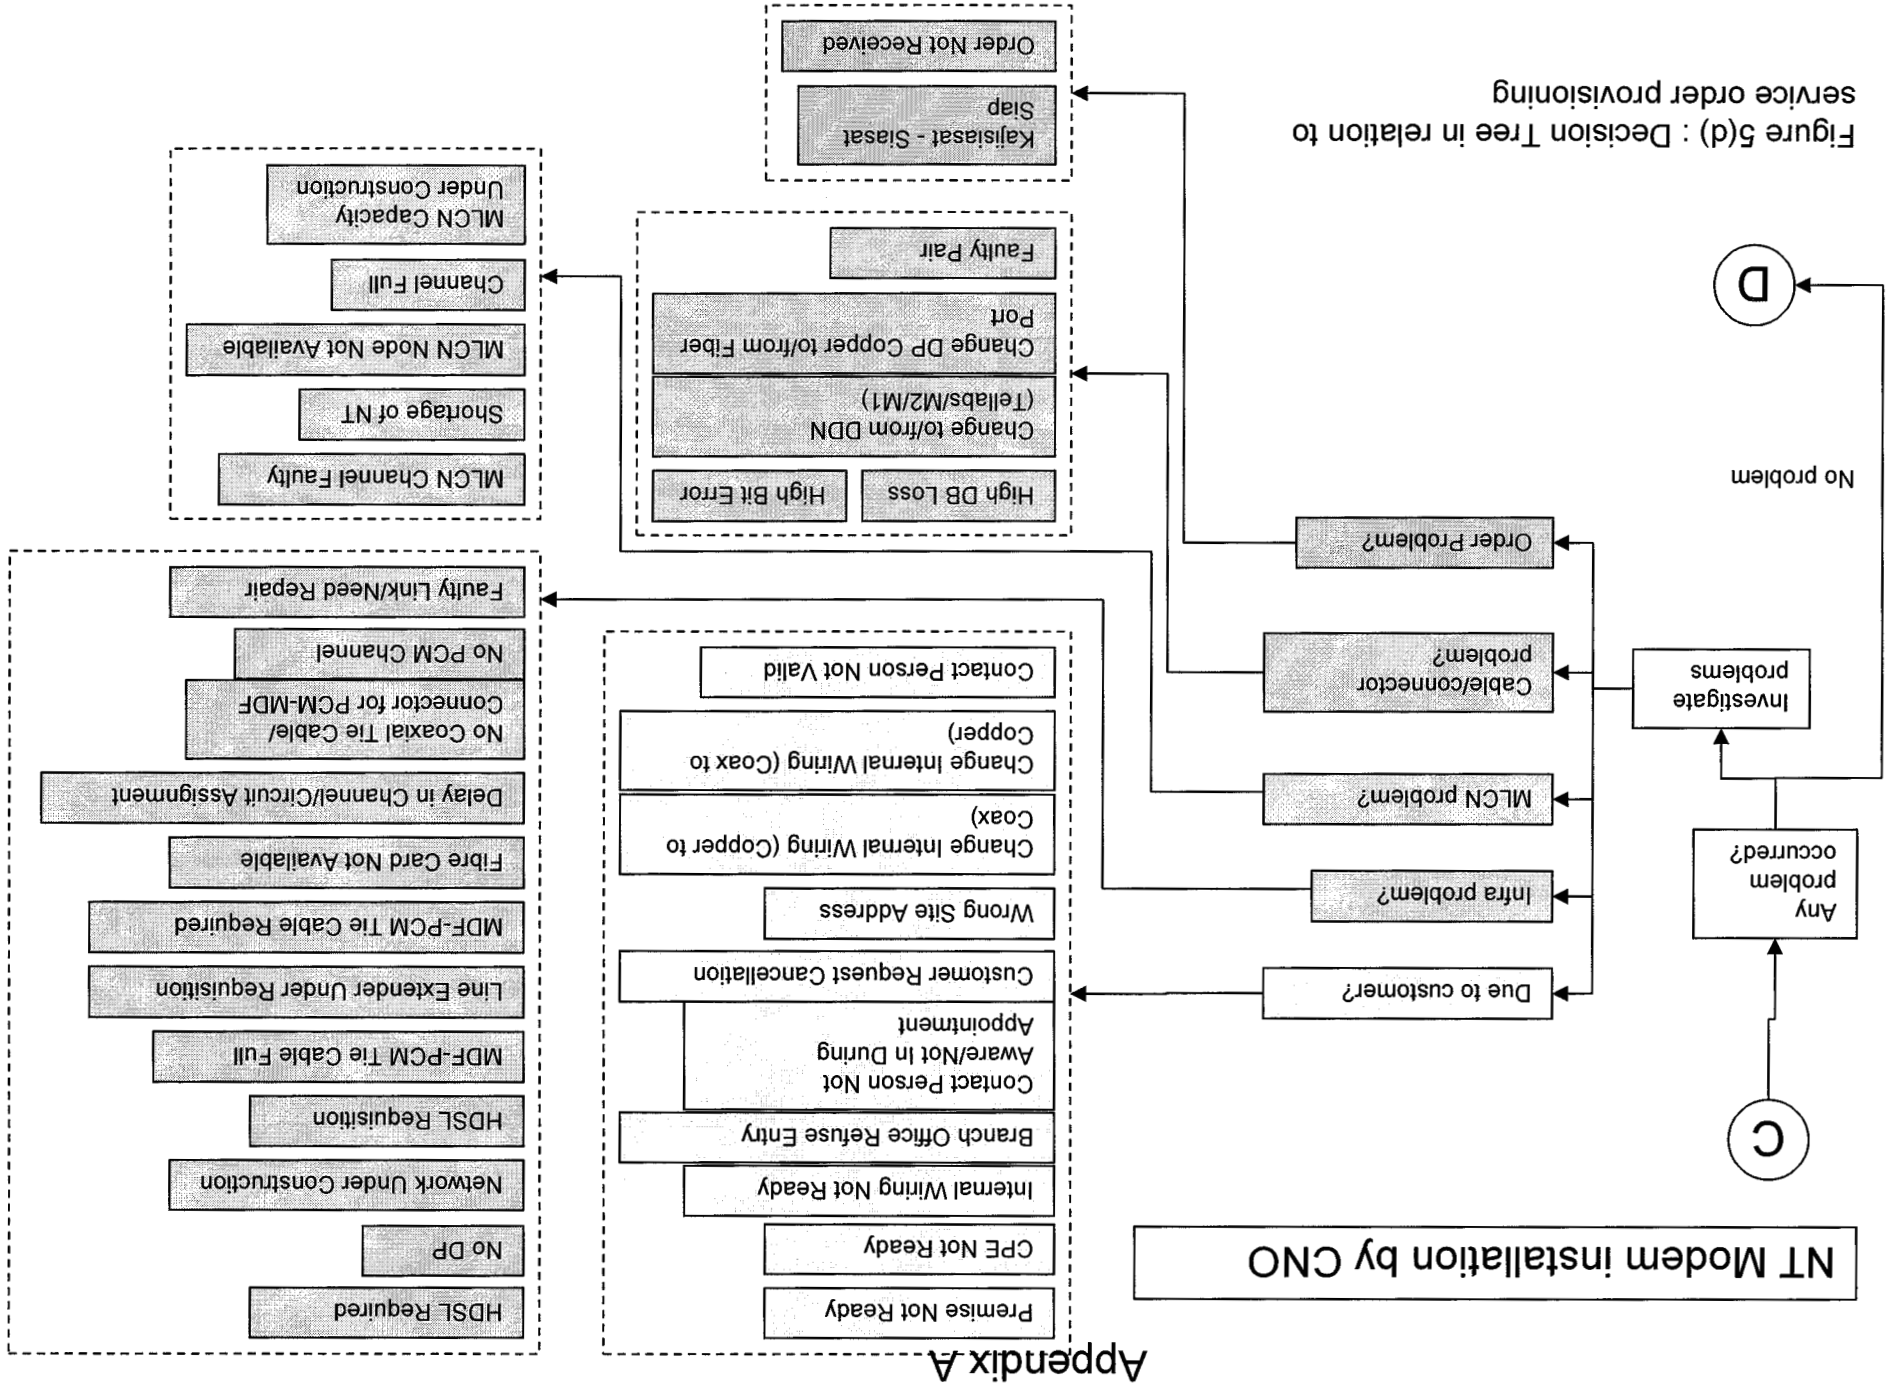 Appendix A
NT Modem installation by CNO
C
Any
problem
occurred?
Investigate
problems
No problem
D
Due to customer?
Infra problem?
MLCN problem?
Cable/connector
problem?
Order Problem?
Premise Not Ready
CPE Not Ready
Internal Wiring Not Ready
Branch Office Refuse Entry
Contact Person Not
Aware/Not In During
Appointment
Customer Request Cancellation
Wrong Site Address
Change Internal Wiring (Copper to
Coax)
Change Internal Wiring (Coax to
Copper)
Contact Person Not Valid
HDSL Required
No DP
Network Under Construction
HDSL Requisition
MDF-PCM Tie Cable Full
Line Extender Under Requisition
MDF-PCM Tie Cable Required
Fibre Card Not Available
Delay in Channel/Circuit Assignment
No Coaxial Tie Cable/
Connector for PCM-MDF
No PCM Channel
Faulty Link/Need Repair
High DB Loss
High Bit Error
Change to/from DDN
(Tellabs/M2/M1)
Change DP Copper to/from Fiber
Port
Faulty Pair
MLCN Channel Faulty
Shortage of NT
MLCN Node Not Available
Channel Full
MLCN Capacity
Under Construction
Kajisiasat - Siasat
Siap
Order Not Received
Figure 5(d) : Decision Tree in relation to
service order provisioning